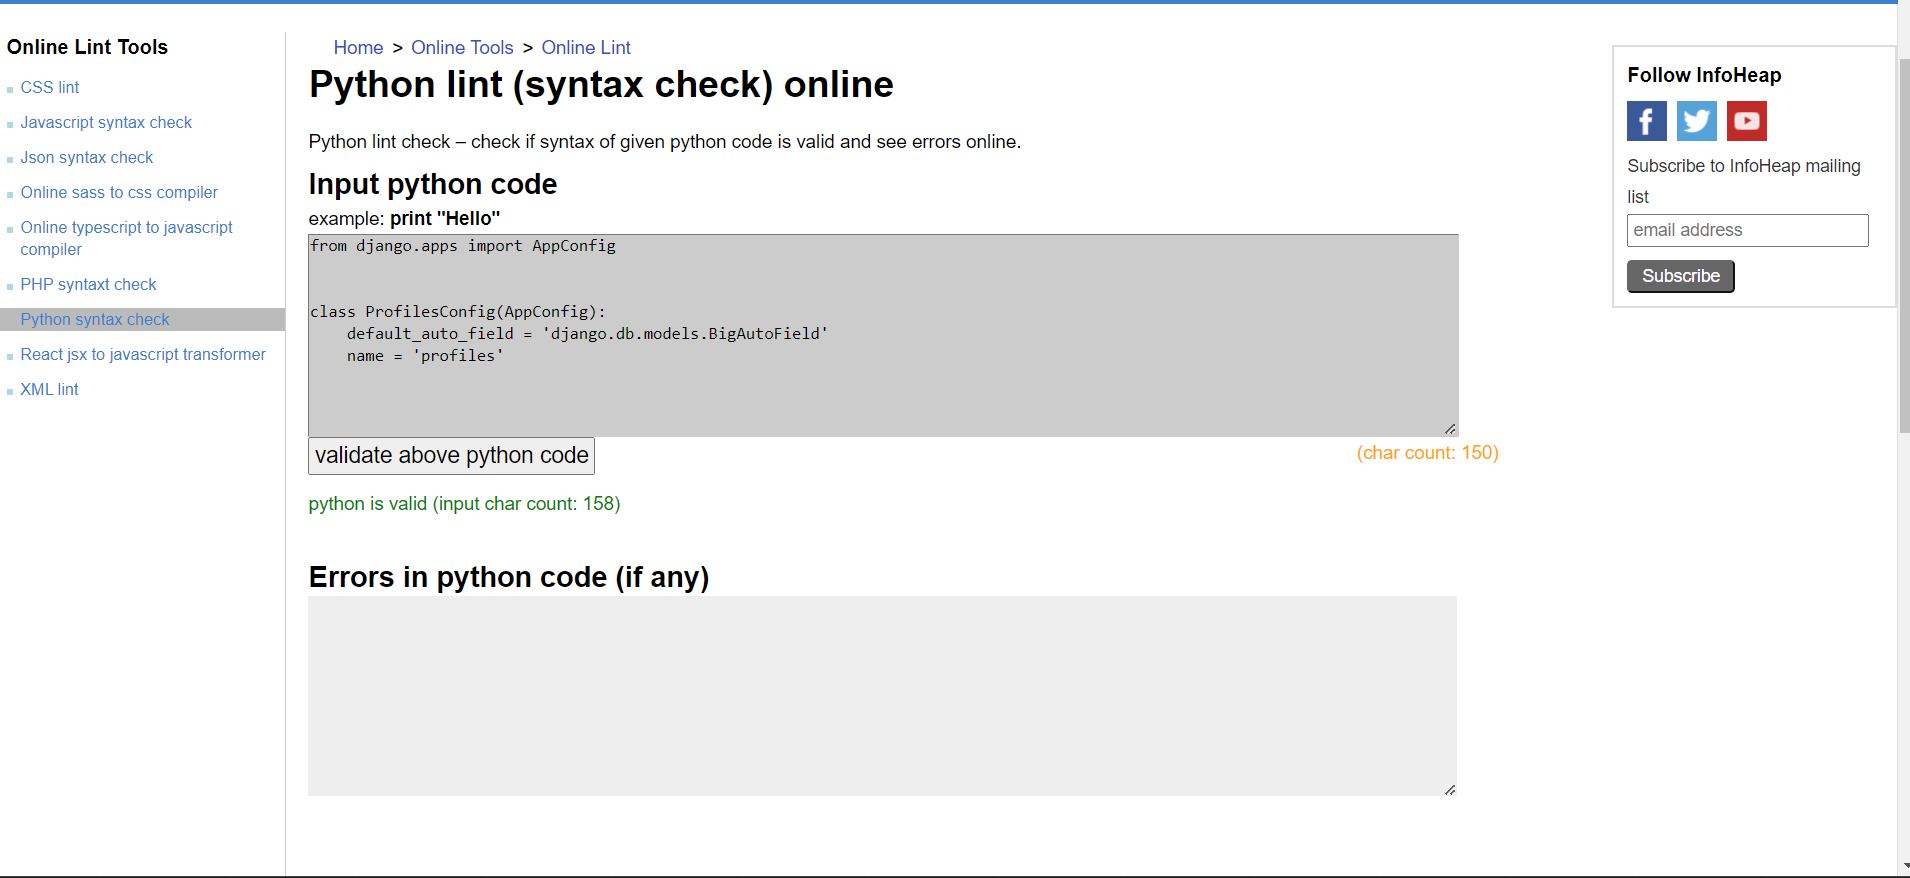 Online Lint Tools
CSS lint
Javascript syntax check
Json syntax check
Online sass to css compiler
Online typescript to javascript
compiler
PHP syntaxt check
Python syntax check
React jsx to javascript transformer
XML lint
Home > Online Tools > Online Lint
Python lint (syntax check) online
Python lint check – check if syntax of given python code is valid and see errors online.
Input python code
example: print "Hello"
from django.apps import AppConfig
class ProfilesConfig(AppConfig):
    default_auto_field = 'django.db.models.BigAutoField'
    name = 'profiles'
validate above python code
(char count: 150)
python is valid (input char count: 158)
Errors in python code (if any)
Follow InfoHeap
Subscribe to InfoHeap mailing
list
email address
Subscribe